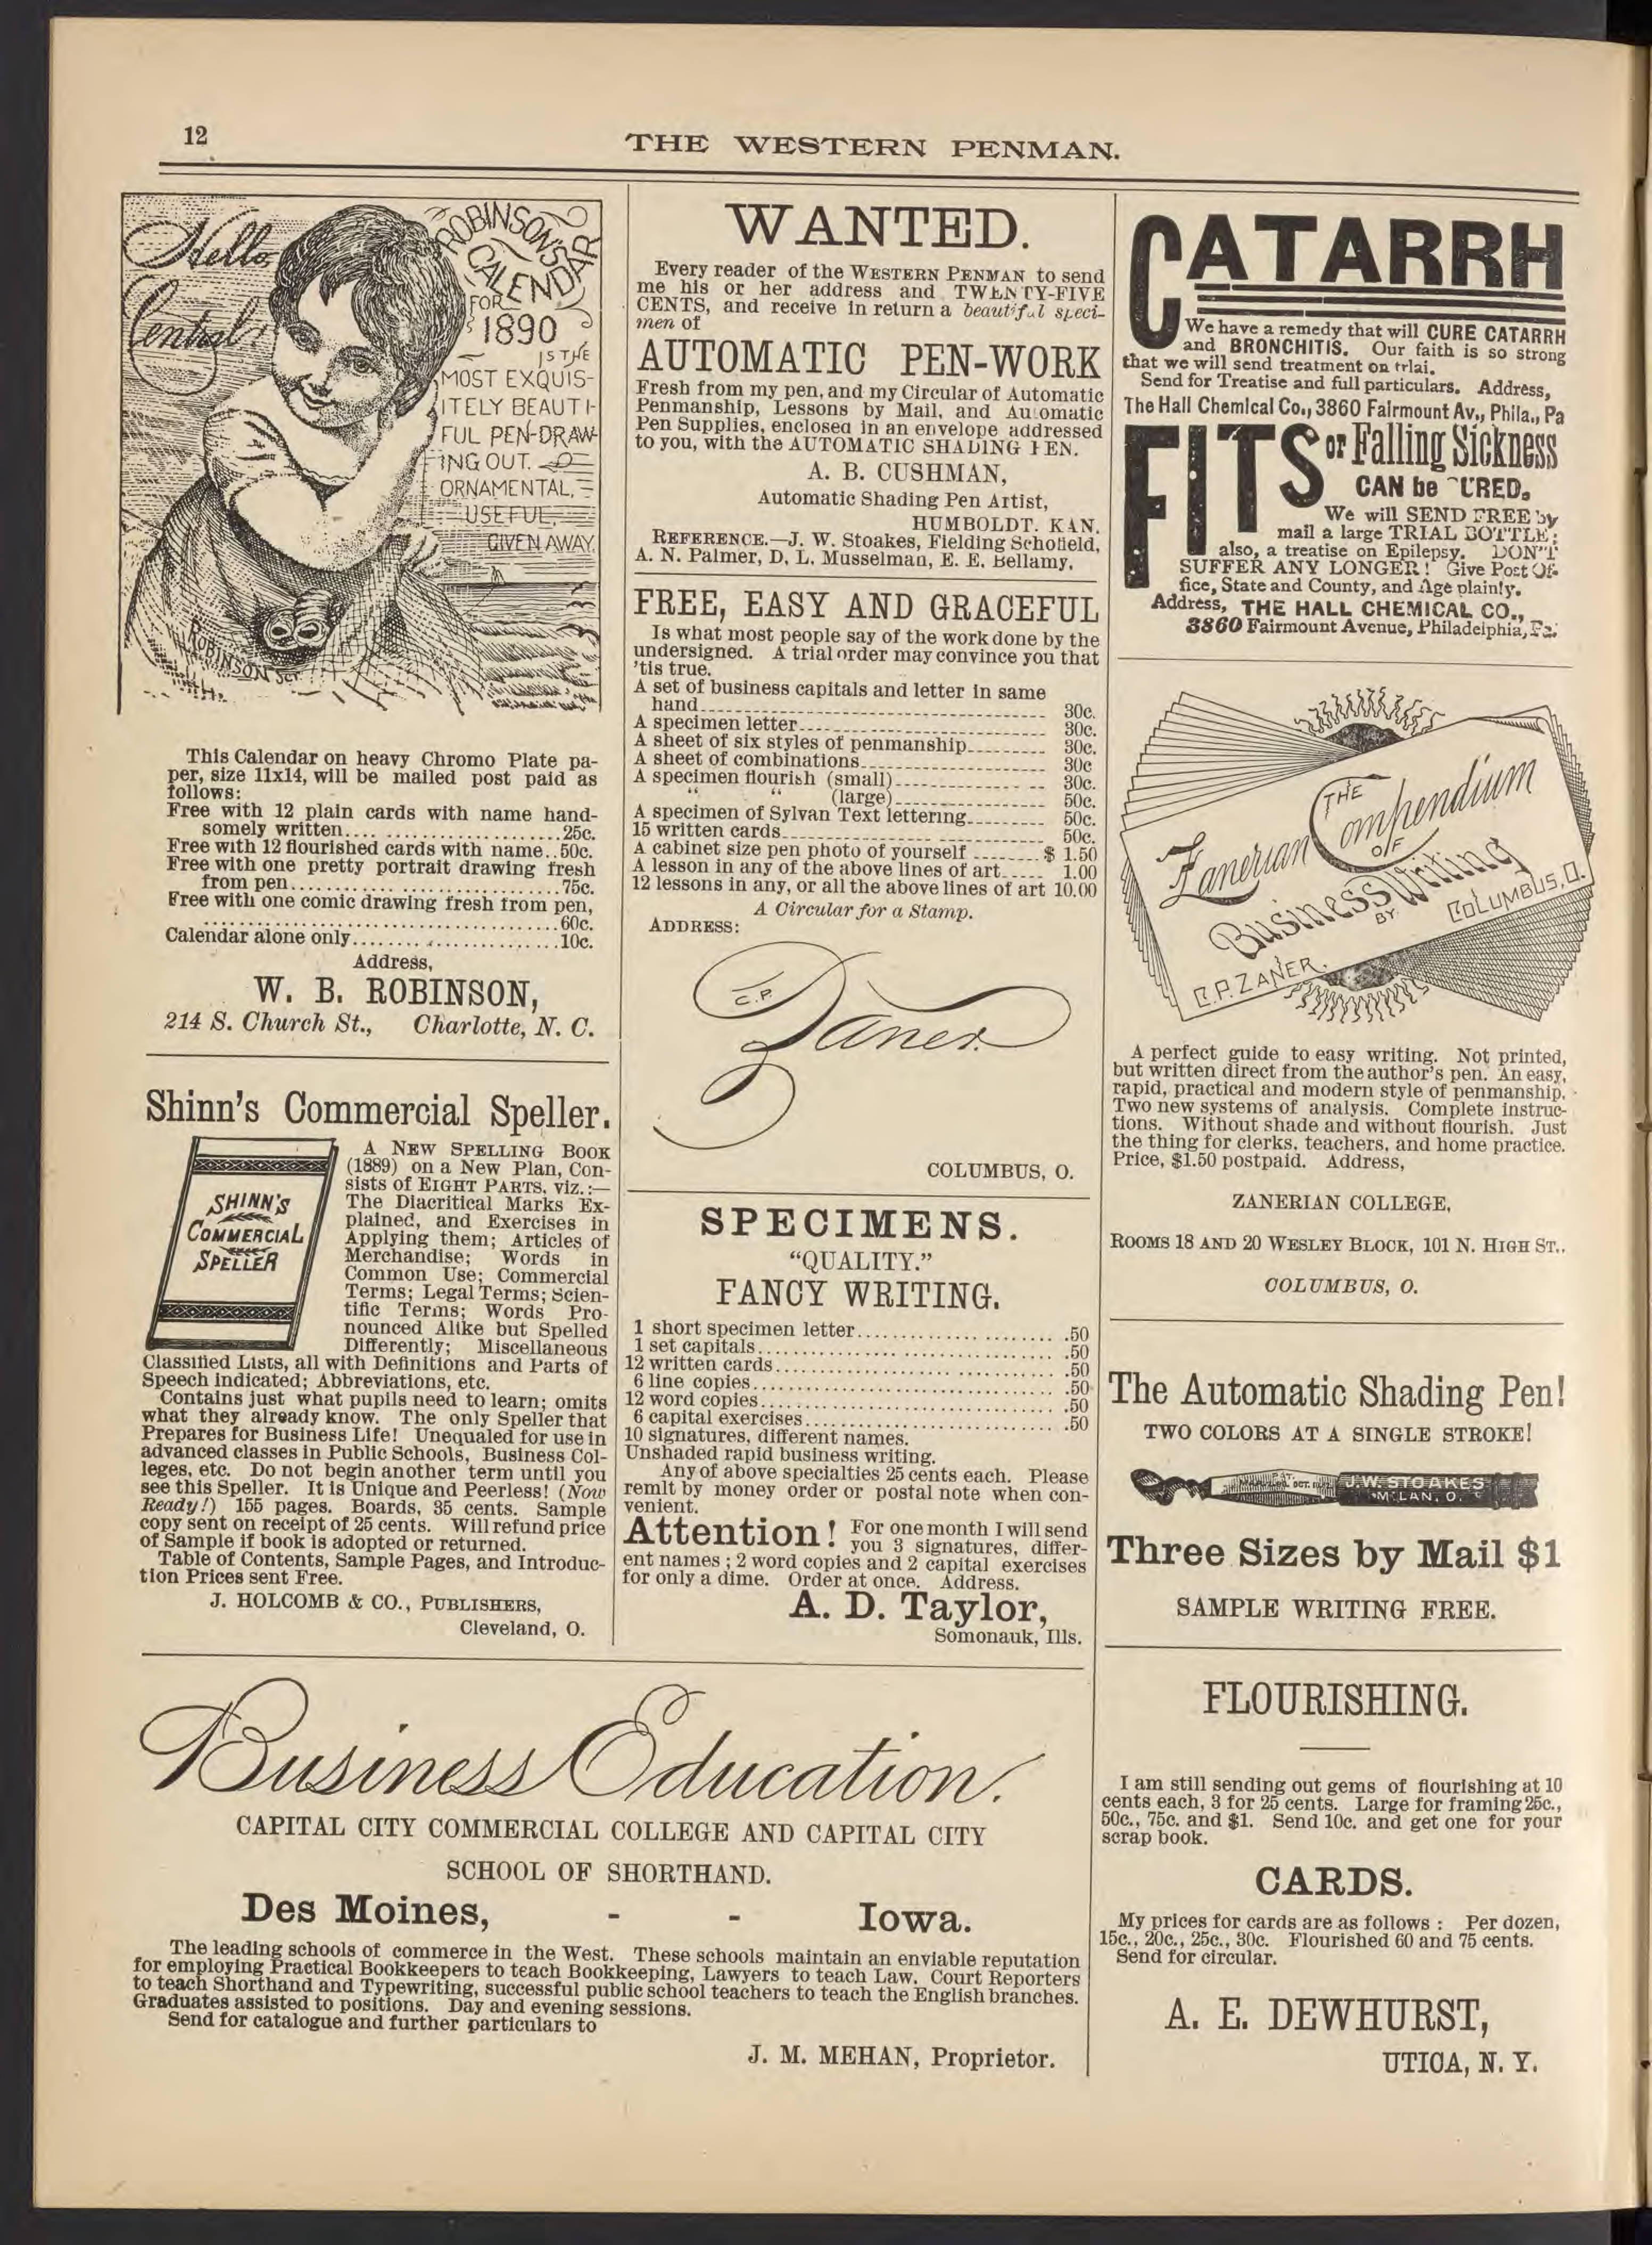 12
THE WESTERN PENMAN.
Hello
Central!
ROBINSON'S
CALENDAR
FOR
1890
IS THE
MOST EXQUIS-
ITELY BEAUTI-
FUL PEN-DRAW-
ING OUT.
ORNAMENTAL,
USEFUL,
GIVEN AWAY.
ROBINSON SCT
This Calendar on heavy Chromo Plate pa-
per, size 11x14, will be mailed post paid as
follows:
Free with 12 plain cards with name hand-
somely written.... ....................25c.
Free with 12 flourished cards with name..50c.
Free with one pretty portrait drawing fresh
from pen..............................75c.
Free with one comic drawing fresh from pen,
.......................................60c.
Calendar alone only..........................10c.
Address,
W. B. ROBINSON,
214 S. Church St., Charlotte, N. C.
Shinn's Commercial Speller.
SHINN'S
COMMERCIAL
SPELLER
A NEW SPELLING BOOK
(1889) on a New Plan, Con-
sists of EIGHT PARTS, viz.:—
The Diacritical Marks Ex-
plained, and Exercises in
Applying them; Articles of
Merchandise; Words in
Common Use; Commercial
Terms; Legal Terms; Scien-
tific Terms; Words Pro-
nounced Alike but Spelled
Differently; Miscellaneous
Classified Lists, all with Definitions and Parts of
Speech indicated; Abbreviations, etc.
Contains just what pupils need to learn; omits
what they already know. The only Speller that
Prepares for Business Life! Unequaled for use in
advanced classes in Public Schools, Business Col-
leges, etc. Do not begin another term until you
see this Speller. It is Unique and Peerless! (Now
Ready!) 155 pages. Boards, 35 cents. Sample
copy sent on receipt of 25 cents. Will refund price
of Sample if book is adopted or returned.
Table of Contents, Sample Pages, and Introduc-
tion Prices sent Free.
J. HOLCOMB & CO., PUBLISHERS,
Cleveland, O.
WANTED.
Every reader of the WESTERN PENMAN to send
me his or her address and TWENTY-FIVE
CENTS, and receive in return a beautiful speci-
men of
AUTOMATIC PEN-WORK
Fresh from my pen, and my Circular of Automatic
Penmanship, Lessons by Mail, and Automatic
Pen Supplies, enclosed in an envelope addressed
to you, with the AUTOMATIC SHADING PEN.
A. B. CUSHMAN,
Automatic Shading Pen Artist,
HUMBOLDT. KAN.
REFERENCE.—J. W. Stoakes, Fielding Schofield,
A. N. Palmer, D. L. Musselman, E. E. Bellamy.
FREE, EASY AND GRACEFUL
Is what most people say of the work done by the
undersigned. A trial order may convince you that
'tis true.
A set of business capitals and letter in same
hand------------------------------------ 30c.
A specimen letter-------------------------- 30c.
A sheet of six styles of penmanship--------- 30c.
A sheet of combinations-------------------- 30c
A specimen flourish (small)---------------- 30c.
“ “ (large)---------------- 50c.
A specimen of Sylvan Text lettering--------- 50c.
15 written cards---------------------------- 50c.
A cabinet size pen photo of yourself -------$ 1.50
A lesson in any of the above lines of art----- 1.00
12 lessons in any, or all the above lines of art 10.00
A Circular for a Stamp.
ADDRESS:
C. P. Zaner.
COLUMBUS, O.
SPECIMENS.
“QUALITY.”
FANCY WRITING.
1 short specimen letter........................ .50
1 set capitals.................................... .50
12 written cards.................................. .50
6 line copies..................................... .50
12 word copies.................................... .50
6 capital exercises.............................. .50
10 signatures, different names.
Unshaded rapid business writing.
Any of above specialties 25 cents each. Please
remit by money order or postal note when con-
venient.
Attention! For one month I will send
you 3 signatures, differ-
ent names; 2 word copies and 2 capital exercises
for only a dime. Order at once. Address.
A. D. Taylor,
Somonauk, Ills.
Business Education.
CAPITAL CITY COMMERCIAL COLLEGE AND CAPITAL CITY
SCHOOL OF SHORTHAND.
Des Moines, - - Iowa.
The leading schools of commerce in the West. These schools maintain an enviable reputation
for employing Practical Bookkeepers to teach Bookkeeping, Lawyers to teach Law, Court Reporters
to teach Shorthand and Typewriting, successful public school teachers to teach the English branches.
Graduates assisted to positions. Day and evening sessions.
Send for catalogue and further particulars to
J. M. MEHAN, Proprietor.
CATARRH
We have a remedy that will CURE CATARRH
and BRONCHITIS. Our faith is so strong
that we will send treatment on trial.
Send for Treatise and full particulars. Address,
The Hall Chemical Co., 3860 Fairmount Av., Phila., Pa
FITS or Falling Sickness
CAN be CURED.
We will SEND FREE by
mail a large TRIAL BOTTLE;
also, a treatise on Epilepsy. DON'T
SUFFER ANY LONGER! Give Post Of-
fice, State and County, and Age plainly.
Address, THE HALL CHEMICAL CO.,
3860 Fairmount Avenue, Philadelphia, Pa.
THE
Zanerian Compendium
OF
Business Writing
BY
C.P. ZANER. COLUMBUS, O.
A perfect guide to easy writing. Not printed,
but written direct from the author's pen. An easy,
rapid, practical and modern style of penmanship.
Two new systems of analysis. Complete instruc-
tions. Without shade and without flourish. Just
the thing for clerks, teachers, and home practice.
Price, $1.50 postpaid. Address,
ZANERIAN COLLEGE,
ROOMS 18 AND 20 WESLEY BLOCK, 101 N. HIGH ST..
COLUMBUS, O.
The Automatic Shading Pen!
TWO COLORS AT A SINGLE STROKE!
J.W. STOAKES
MILAN, O.
Three Sizes by Mail $1
SAMPLE WRITING FREE.
FLOURISHING.
I am still sending out gems of flourishing at 10
cents each, 3 for 25 cents. Large for framing 25c.,
50c., 75c. and $1. Send 10c. and get one for your
scrap book.
CARDS.
My prices for cards are as follows : Per dozen,
15c., 20c., 25c., 30c. Flourished 60 and 75 cents.
Send for circular.
A. E. DEWHURST,
UTICA, N. Y.